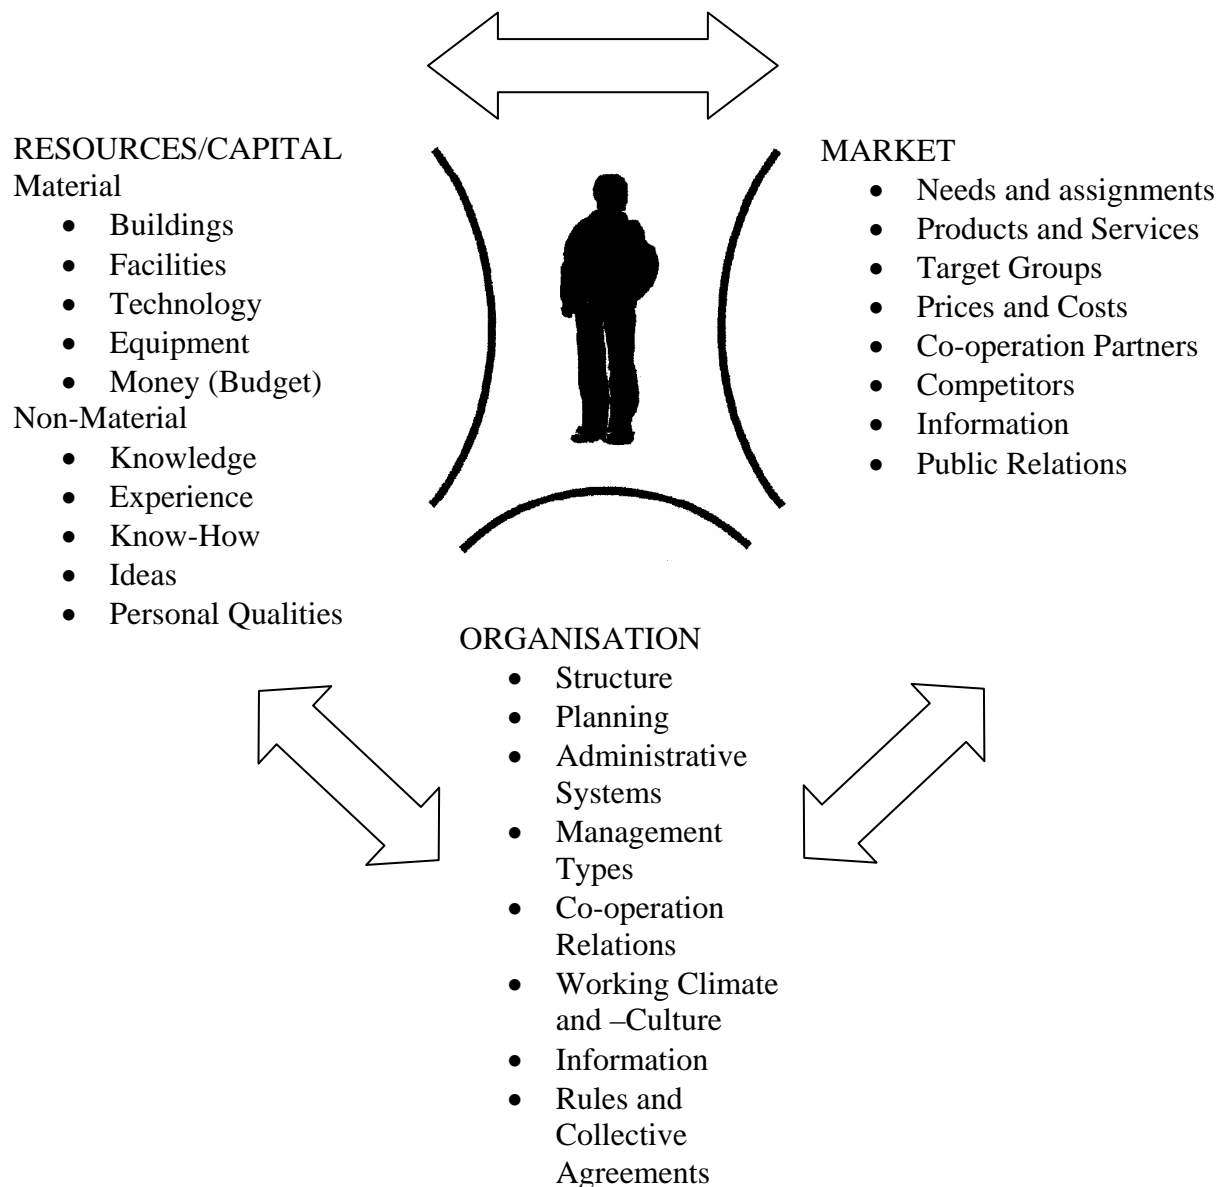 RESOURCES/CAPITAL
Material
• Buildings
• Facilities
• Technology
• Equipment
• Money (Budget)
Non-Material
• Knowledge
• Experience
• Know-How
• Ideas
• Personal Qualities
MARKET
• Needs and assignments
• Products and Services
• Target Groups
• Prices and Costs
• Co-operation Partners
• Competitors
• Information
• Public Relations
ORGANISATION
• Structure
• Planning
• Administrative
Systems
• Management
Types
• Co-operation
Relations
• Working Climate
and –Culture
• Information
• Rules and
Collective
Agreements